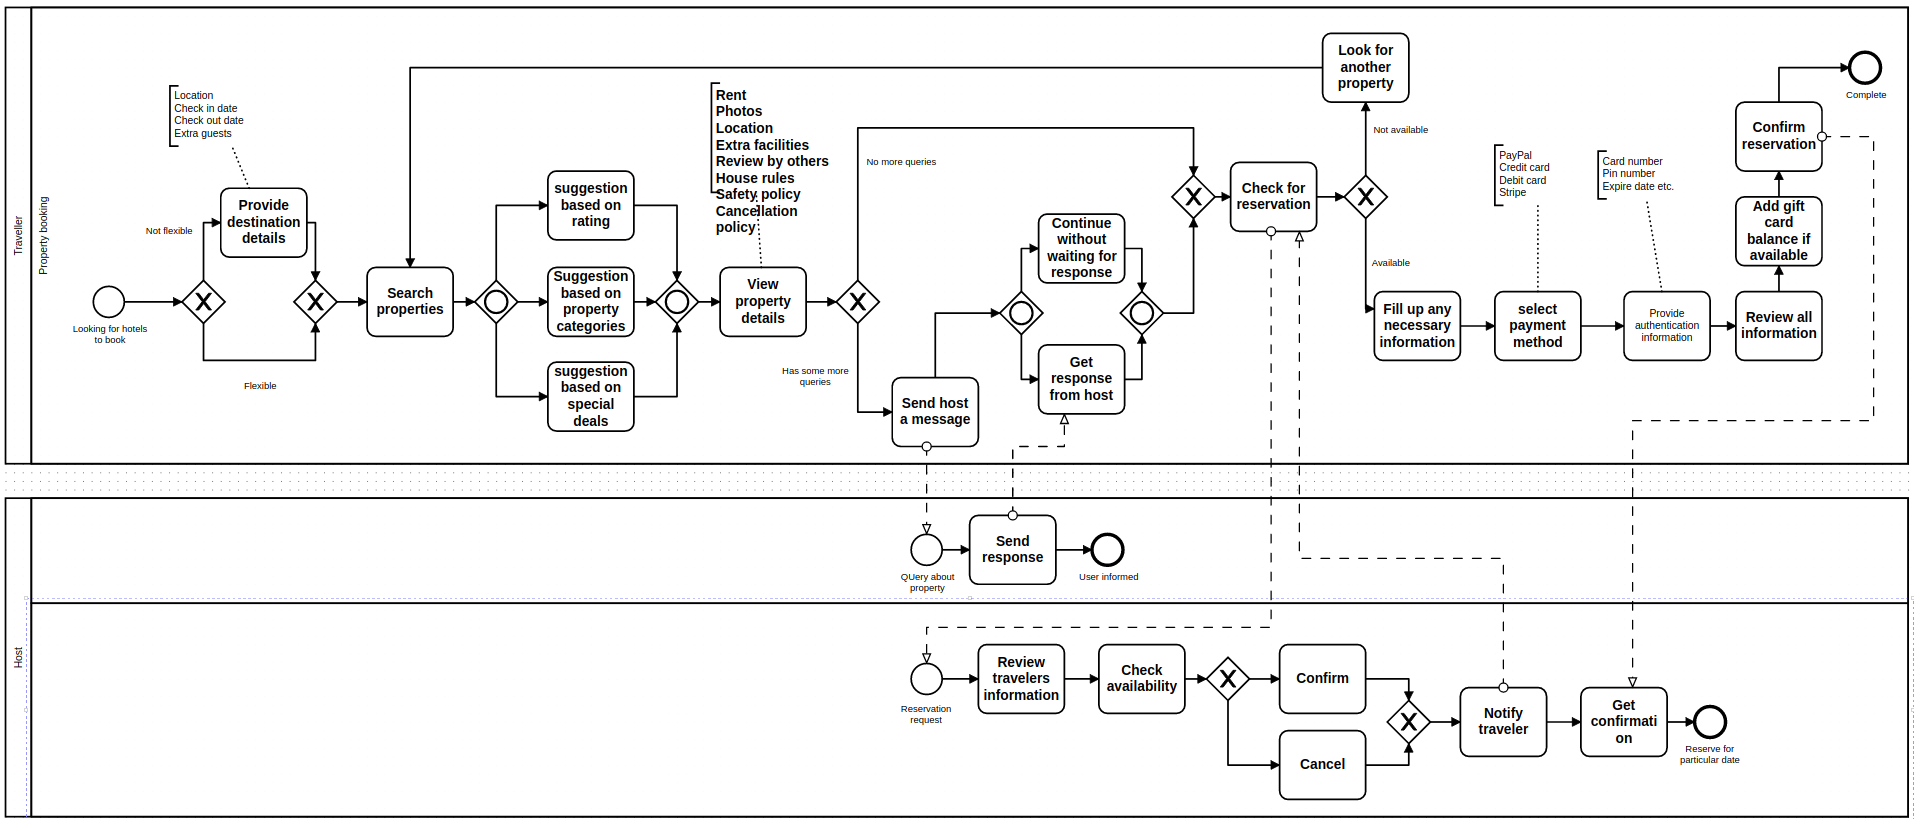 Traveller
Property booking
Looking for hotels
to book
Not flexible
Flexible
Location
Check in date
Check out date
Extra guests
Provide
destination
details
Search
properties
suggestion
based on
rating
Suggestion
based on
property
categories
suggestion
based on
special
deals
Rent
Photos
Location
Extra facilities
Review by others
House rules
Safety policy
Cancellation
policy
View
property
details
No more queries
Has some more
queries
Send host
a message
Continue
without
waiting for
response
Get
response
from host
Check for
reservation
Look for
another
property
Not available
Available
Fill up any
necessary
information
PayPal
Credit card
Debit card
Stripe
select
payment
method
Card number
Pin number
Expire date etc.
Provide
authentication
information
Review all
information
Add gift
card
balance if
available
Confirm
reservation
Complete
Host
QUery about
property
Send
response
User informed
Reservation
request
Review
travelers
information
Check
availability
Confirm
Cancel
Notify
traveler
Get
confirmati
on
Reserve for
particular date